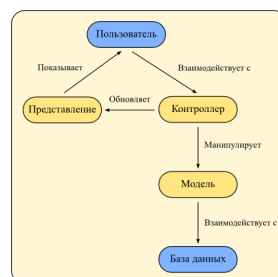 Пользователь
Показывает
Взаимодействует с
Представление
Обновляет
Контроллер
Манипулирует
Модель
Взаимодействует с
База данных